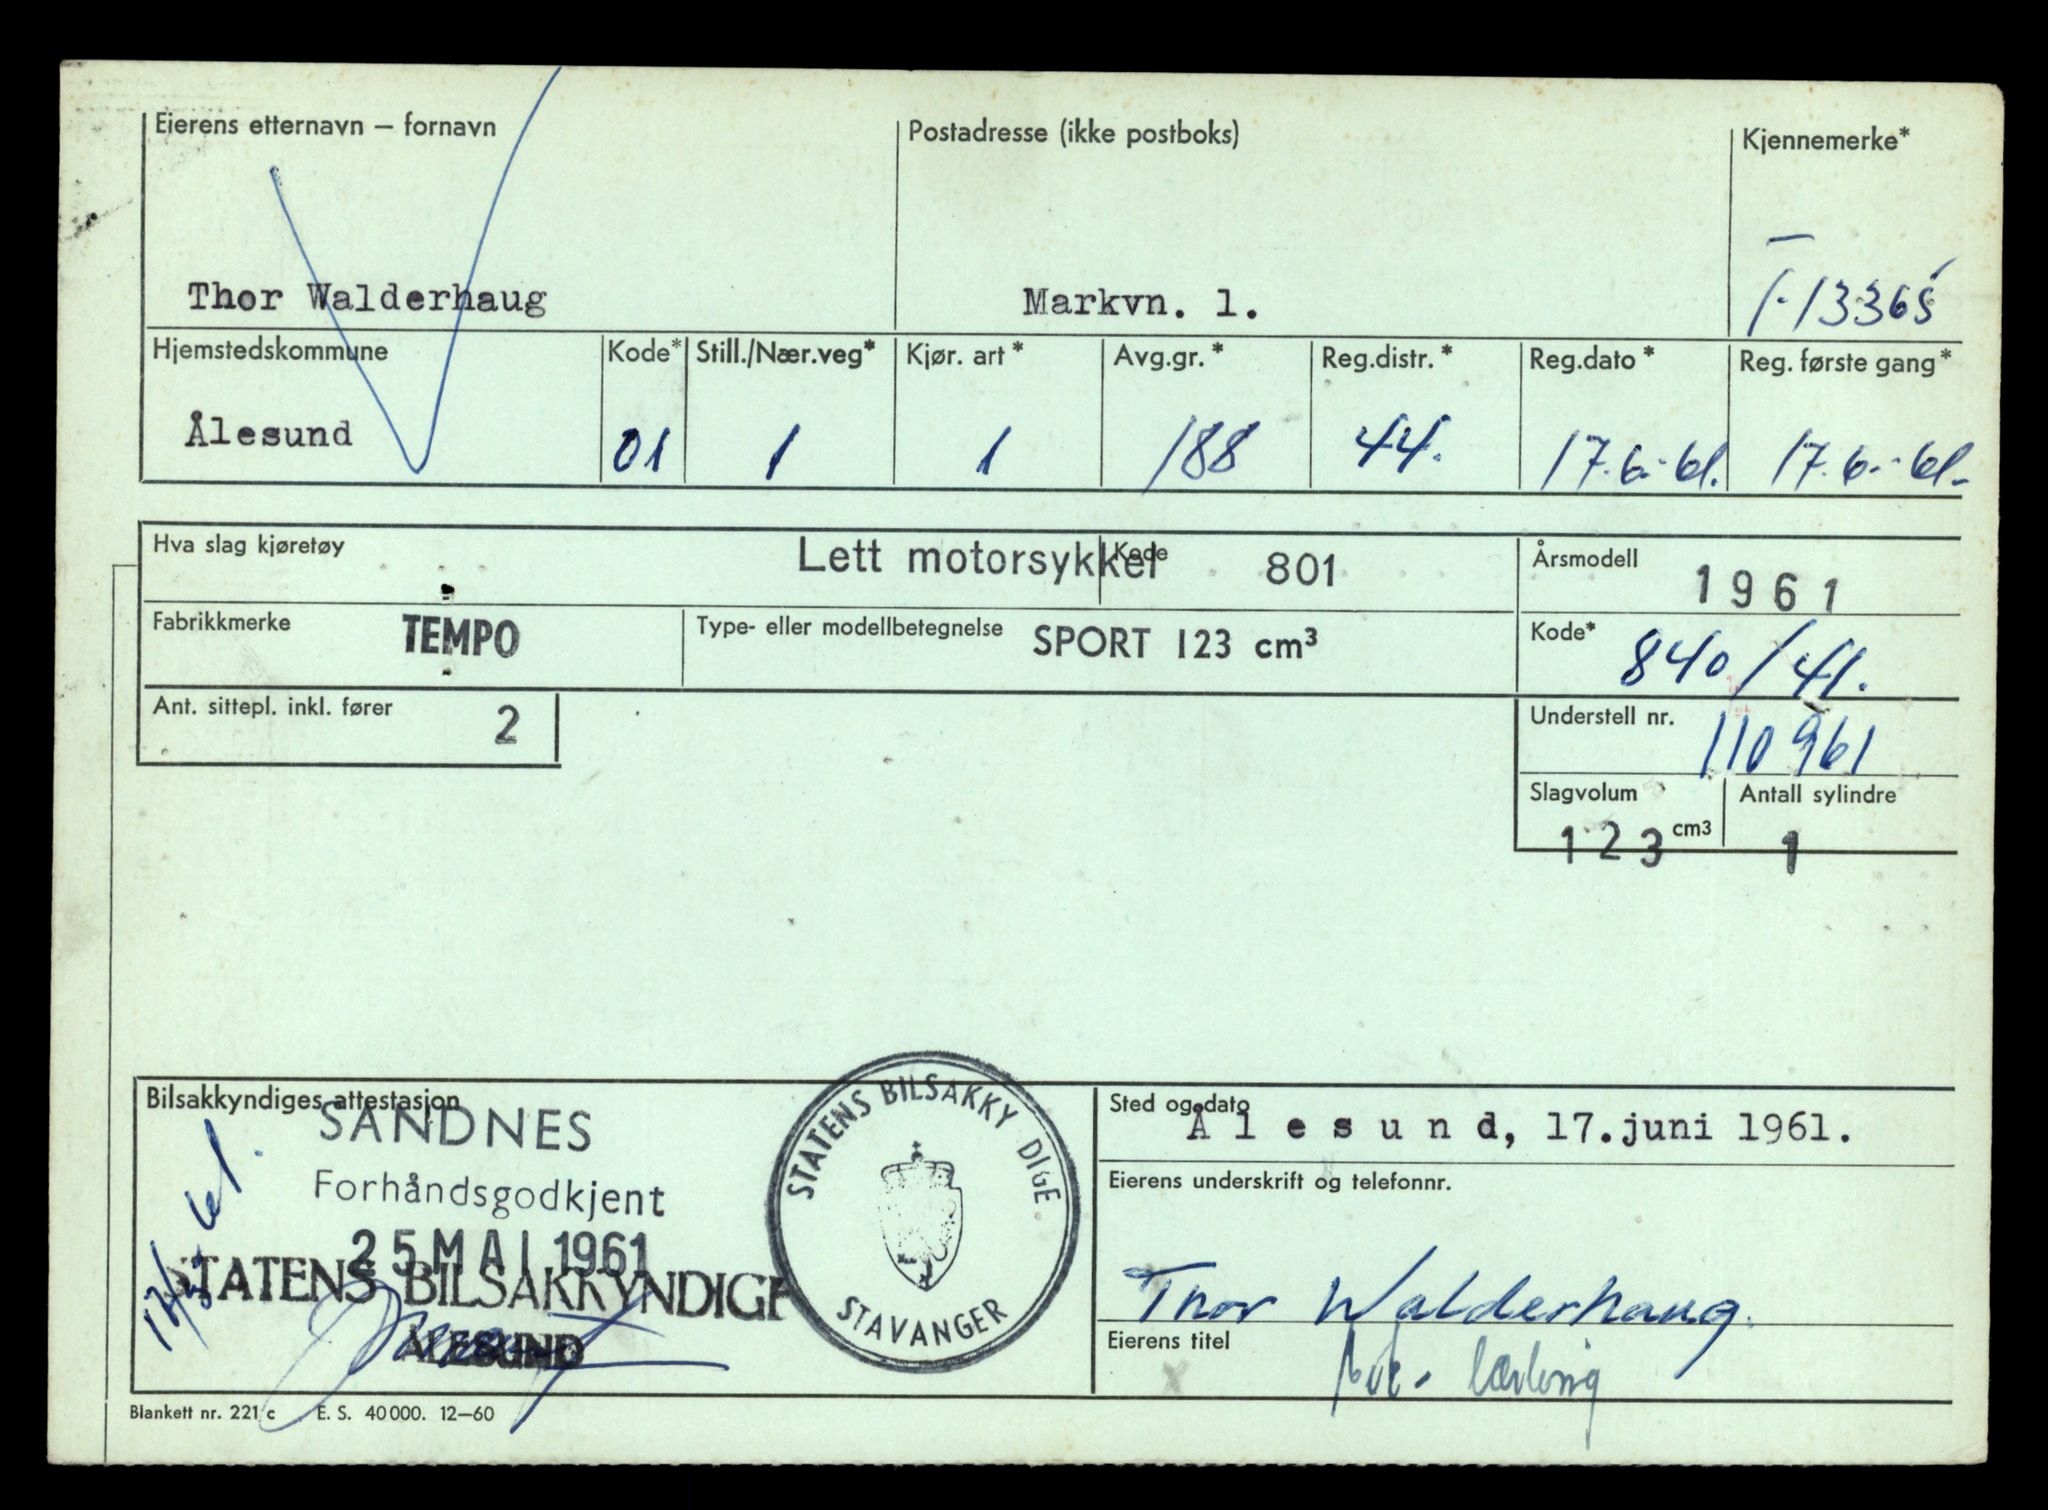 Eierens etternavn – fornavn
Postadresse (ikke postboks)
Kjennemerke*
Thor Walderhaug
Markvn. 1.
T-13365
Hjemstedskommune
Kode*
Still./Nær.veg*
Kjør. art*
Avg.gr.*
Reg.distr.*
Reg.dato*
Reg. første gang*
Ålesund
01
1
1
188
44.
17.6.-61.
17.6.-61-
Hva slag kjøretøy
Lett motorsykkel
Kode
801
Årsmodell
1961
Fabrikkmerke
TEMPO
Type- eller modellbetegnelse
SPORT 123 cm³
Kode*
840/41.
Ant. sittepl. inkl. fører
2
Understell nr.
110961
Slagvolum
Antall sylindre
123 cm3
1
Bilsakkyndiges attestasjon
SANDNES
Forhåndsgodkjent
25 MAI 1961
STATENS BILSAKKYNDIGE
ÅLESUND
STATENS BILSAKKY DIGE.
STAVANGER
Sted og dato
Ålesund, 17.juni 1961.
Eierens underskrift og telefonnr.
Thor Walderhaug.
Eierens titel
lærling
Blankett nr. 221 c E. S. 40000. 12–60